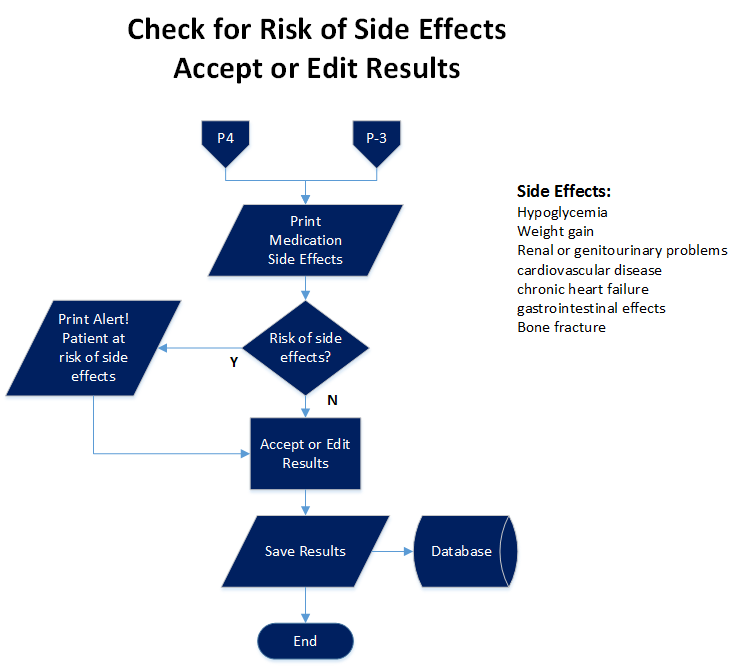 Check for Risk of Side Effects
Accept or Edit Results
P4
P-3
Print
Medication
Side Effects
Side Effects:
Hypoglycemia
Weight gain
Renal or genitourinary problems
cardiovascular disease
chronic heart failure
gastrointestinal effects
Bone fracture
Print Alert!
Patient at
risk of side
effects
Risk of side
effects?
Y
N
Accept or Edit
Results
Save Results
Database
End